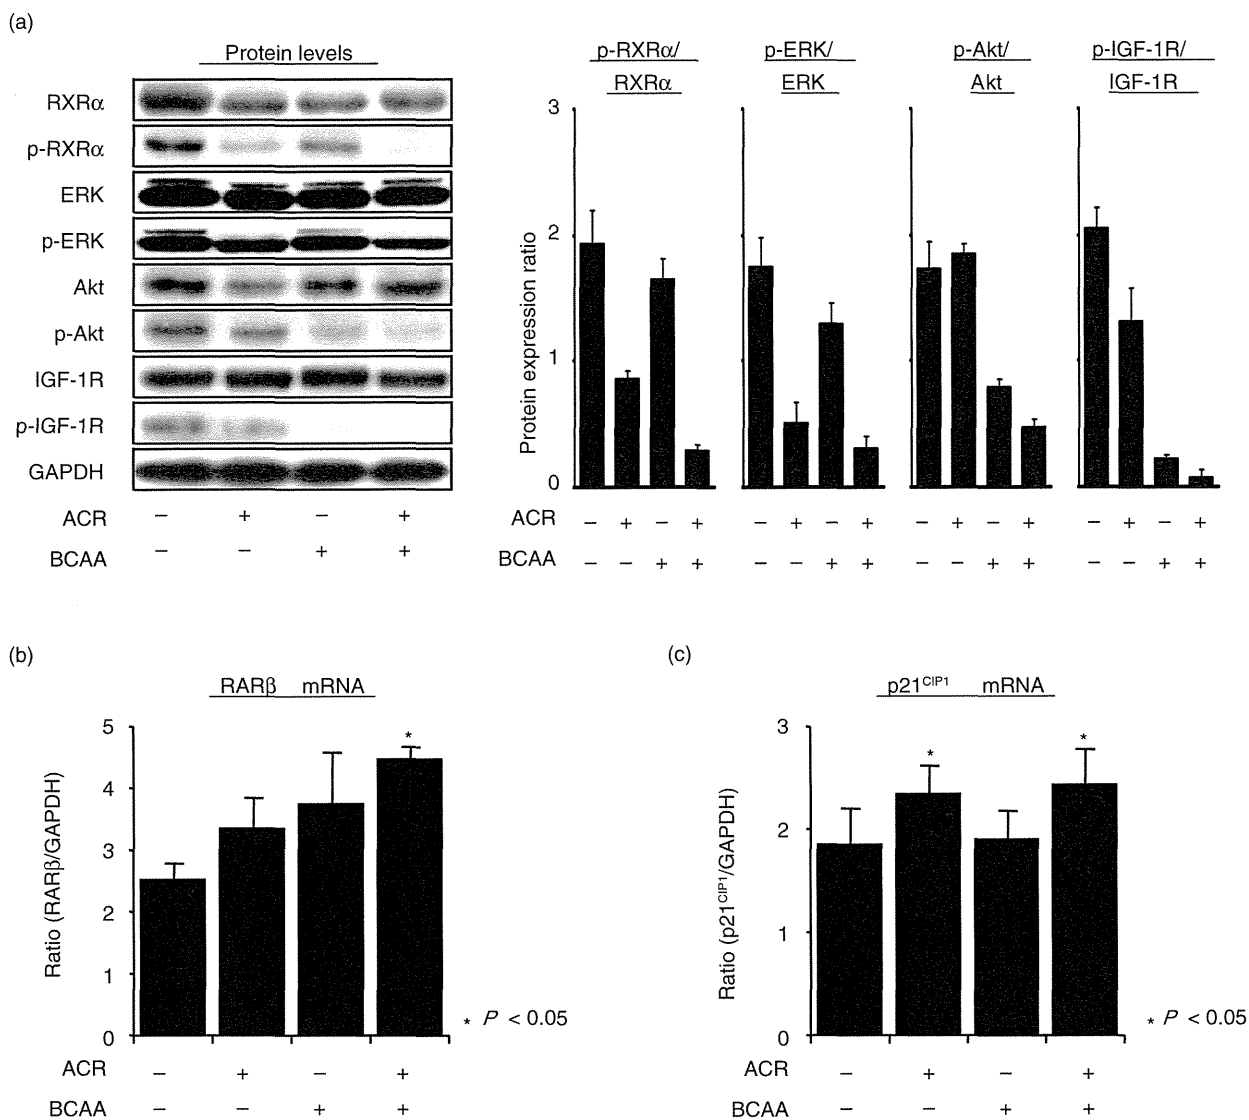 (a)
Protein levels
RXRα
p-RXRα
ERK
p-ERK
Akt
p-Akt
IGF-1R
p-IGF-1R
GAPDH
ACR − + − +
BCAA − − + +
p-RXRα/ p-ERK/ p-Akt/ p-IGF-1R/
RXRα ERK Akt IGF-1R
3
2
1
0
Protein expression ratio
ACR − + − + − + − + − + − + − + − +
BCAA − − + + − − + + − − + + − − + +
(b)
RARβ mRNA
5
4
3
2
1
0
Ratio (RARβ/GAPDH)
*
* P < 0.05
ACR − + − +
BCAA − − + +
(c)
p21CIP1 mRNA
3
2
2
1
0
Ratio (p21CIP1/GAPDH)
* *
* P < 0.05
ACR − + − +
BCAA − − + +